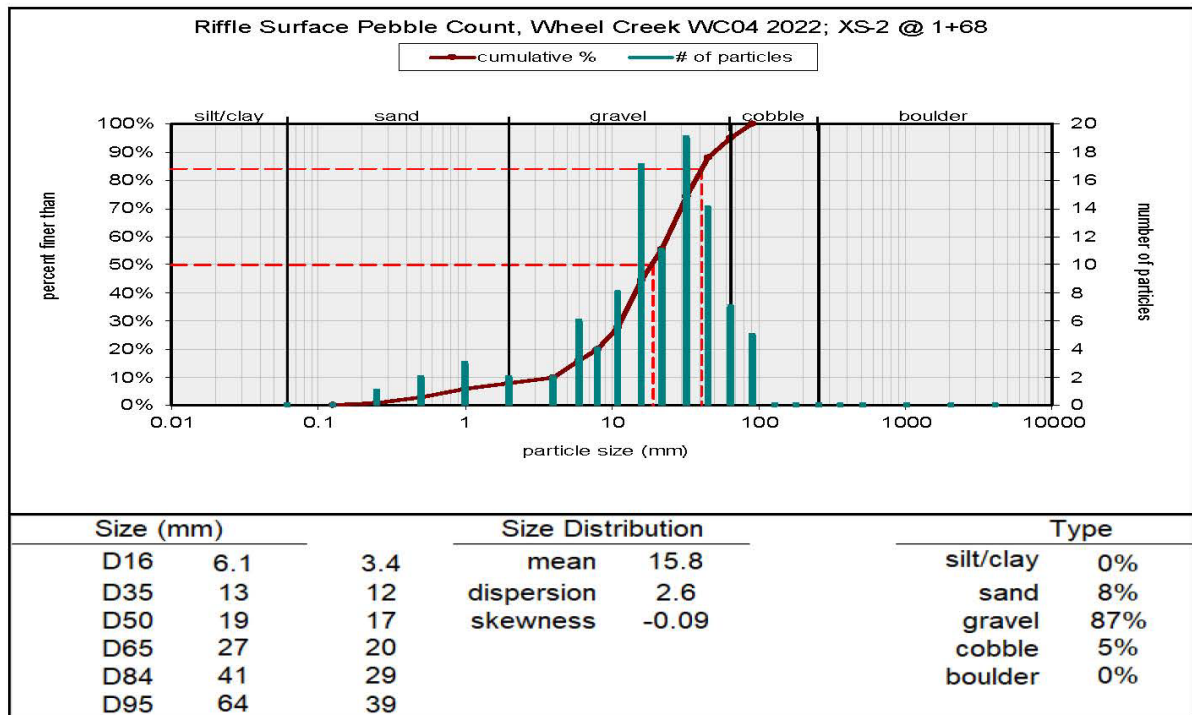 Riffle Surface Pebble Count, Wheel Creek WC04 2022; XS-2 @ 1+68
cumulative % # of particles
silt/clay sand gravel cobble boulder
100% 20
90% 18
80% 16
70% 14
60% 12
50% 10
40% 8
30% 6
20% 4
10% 2
0% 0
percent finer than
number of particles
0.01 0.1 1 10 100 1000 10000
particle size (mm)
Size (mm) Size Distribution Type
D16 6.1 3.4 mean 15.8 silt/clay 0%
D35 13 12 dispersion 2.6 sand 8%
D50 19 17 skewness -0.09 gravel 87%
D65 27 20 cobble 5%
D84 41 29 boulder 0%
D95 64 39